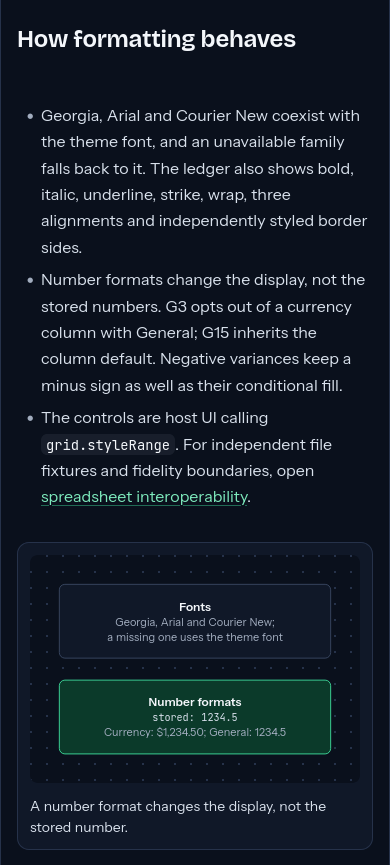 How formatting behaves
Georgia, Arial and Courier New coexist with
the theme font, and an unavailable family
falls back to it. The ledger also shows bold,
italic, underline, strike, wrap, three
alignments and independently styled border
sides.
Number formats change the display, not the
stored numbers. G3 opts out of a currency
column with General; G15 inherits the
column default. Negative variances keep a
minus sign as well as their conditional fill.
The controls are host UI calling
grid.styleRange. For independent file
fixtures and fidelity boundaries, open
spreadsheet interoperability.
Fonts
Georgia, Arial and Courier New;
a missing one uses the theme font
Number formats
stored: 1234.5
Currency: $1,234.50; General: 1234.5
A number format changes the display, not the
stored number.